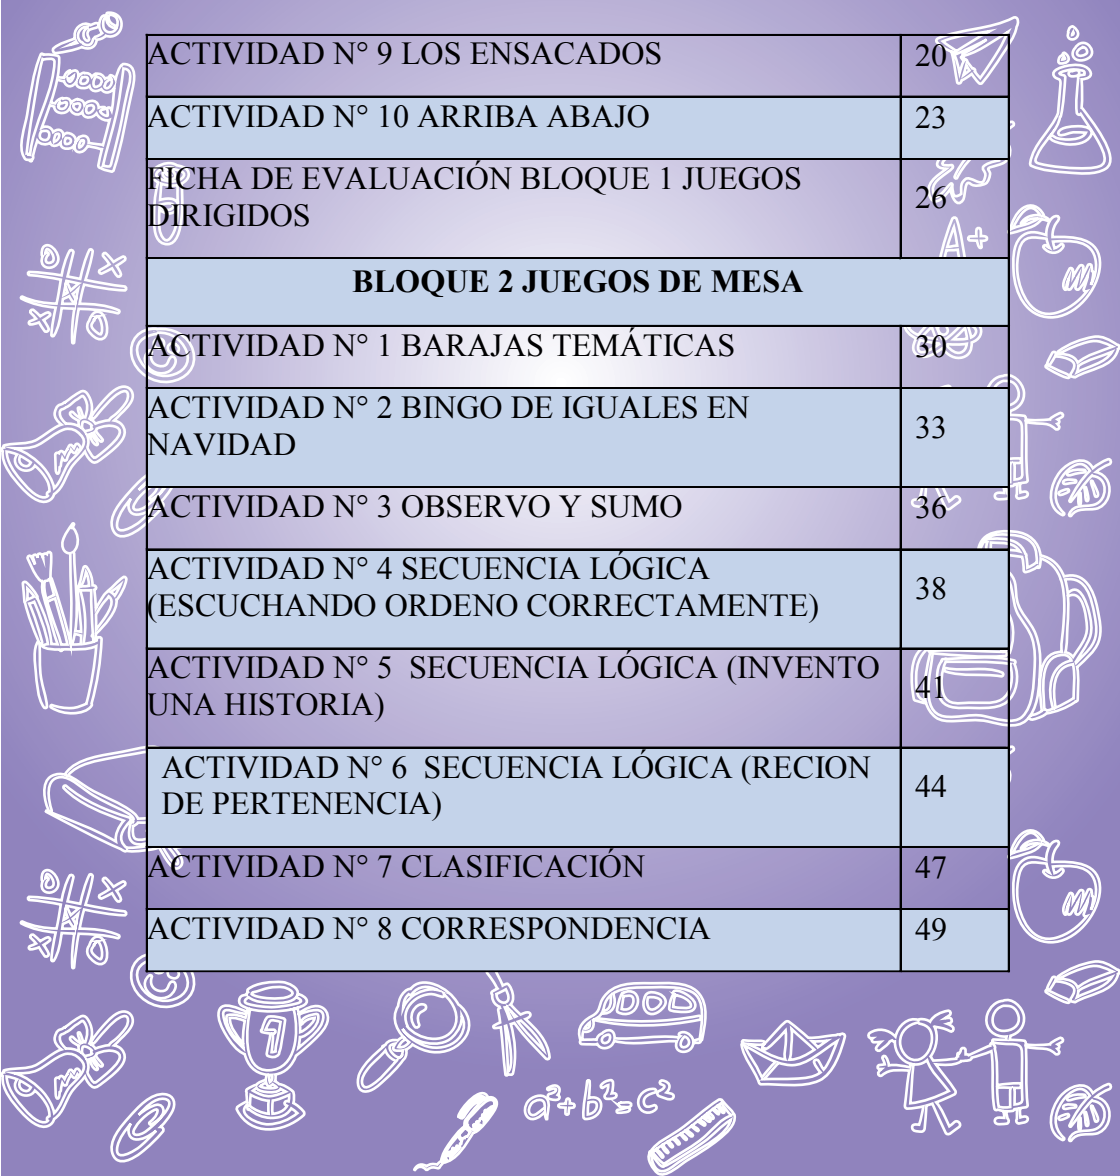 ACTIVIDAD N° 9 LOS ENSACADOS 20
ACTIVIDAD N° 10 ARRIBA ABAJO 23
FICHA DE EVALUACIÓN BLOQUE 1 JUEGOS
DIRIGIDOS 26
A+
BLOQUE 2 JUEGOS DE MESA
ACTIVIDAD N° 1 BARAJAS TEMÁTICAS 30
ACTIVIDAD N° 2 BINGO DE IGUALES EN
NAVIDAD 33
ACTIVIDAD N° 3 OBSERVO Y SUMO 36
ACTIVIDAD N° 4 SECUENCIA LÓGICA
(ESCUCHANDO ORDENO CORRECTAMENTE) 38
ACTIVIDAD N° 5 SECUENCIA LÓGICA (INVENTO
UNA HISTORIA) 41
ACTIVIDAD N° 6 SECUENCIA LÓGICA (RECION
DE PERTENENCIA) 44
ACTIVIDAD N° 7 CLASIFICACIÓN 47
ACTIVIDAD N° 8 CORRESPONDENCIA 49
1
a²+b²=c²